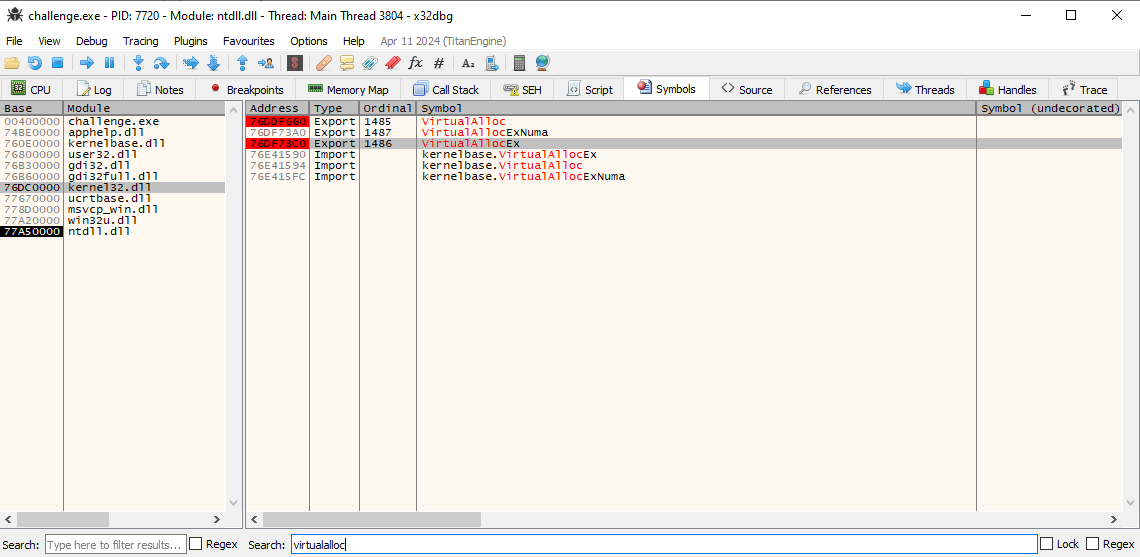 challenge.exe - PID: 7720 - Module: ntdll.dll - Thread: Main Thread 3804 - x32dbg
File View Debug Tracing Plugins Favourites Options Help Apr 11 2024 (TitanEngine)
CPU Log Notes Breakpoints Memory Map Call Stack SEH Script Symbols Source References Threads Handles Trace
Base Module Address Type Ordinal Symbol Symbol (undecorated)
00400000 challenge.exe 76DDF660 Export 1485 VirtualAlloc
74BE0000 apphelp.dll 76DF73A0 Export 1487 VirtualAllocExNuma
760E0000 kernelbase.dll 76DF73C0 Export 1486 VirtualAllocEx
76800000 user32.dll 76E41590 Import kernelbase.VirtualAllocEx
76B30000 gdi32.dll 76E41594 Import kernelbase.VirtualAlloc
76B60000 gdi32full.dll 76E415FC Import kernelbase.VirtualAllocExNuma
76DC0000 kernel32.dll
77670000 ucrtbase.dll
778D0000 msvcp_win.dll
77A20000 win32u.dll
77A50000 ntdll.dll
Search: Type here to filter results... Regex Search: virtualalloc Lock Regex